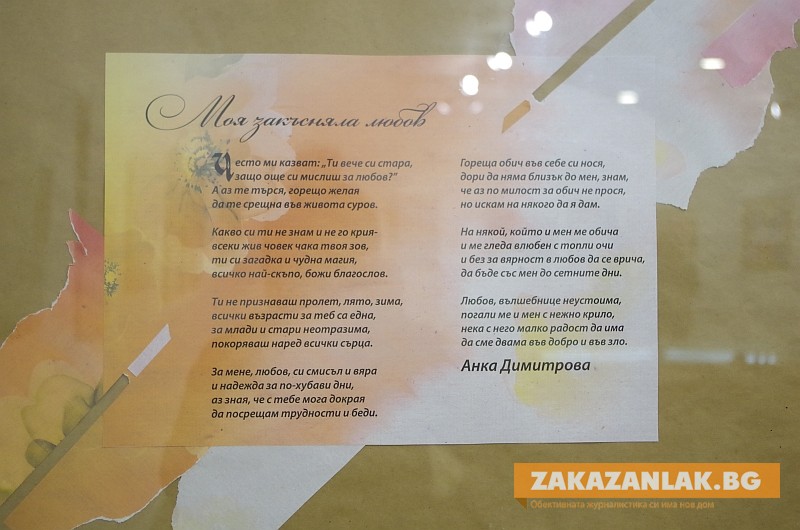 Моя закъсняла любов
Често ми казват: „Ти вече си стара,
защо още си мислиш за любов?"
А аз те търся, горещо желая
да те срещна във живота суров.
Какво си ти не знам и не го крия-
всеки жив човек чака твоя зов,
ти си загадка и чудна магия,
всичко най-скъпо, божи благослов.
Ти не признаваш пролет, лято, зима,
всички възрасти за теб са една,
за млади и стари неотразима,
покоряваш наред всички сърца.
За мене, любов, си смисъл и вяра
и надежда за по-хубави дни,
аз зная, че с тебе мога докрая
да посрещам трудности и беди.
Гореща обич във себе си нося,
дори да няма близък до мен, знам,
че аз по милост за обич не прося,
но искам на някого да я дам.
На някой, който и мен ме обича
и ме гледа влюбен с топли очи
и без за вярност в любов да се врича,
да бъде със мен до сетните дни.
Любов, вълшебнице неустоима,
погали ме и мен с нежно крило,
нека с него малко радост да има
да сме двама във добро и във зло.
Анка Димитрова
ZAKAZANLAK.BG
Обективната журналистика си има нов дом